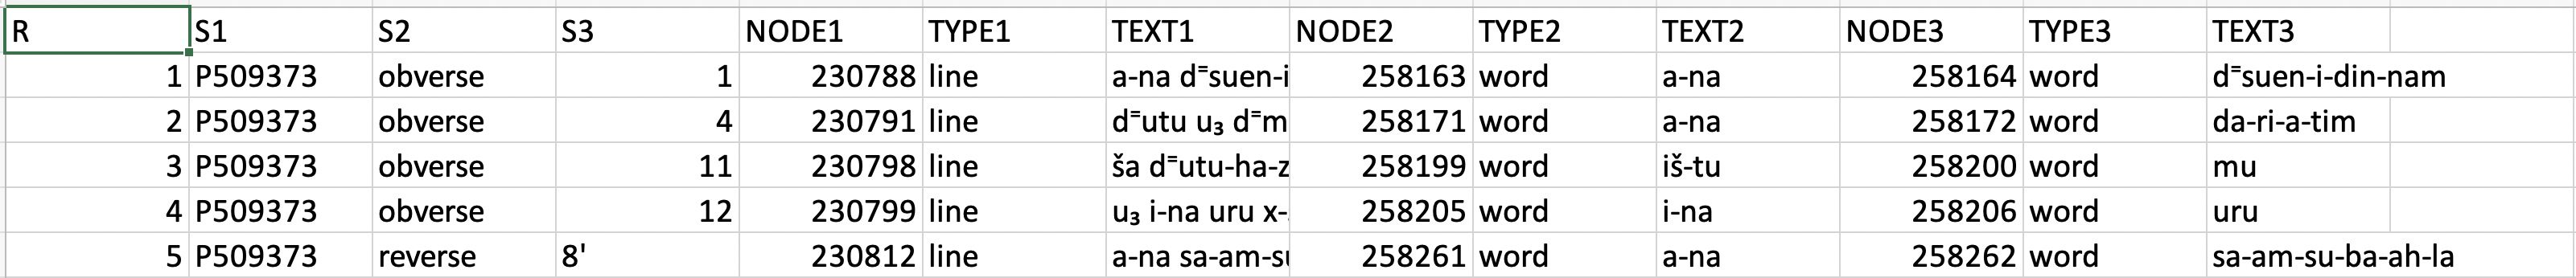 R S1 S2 S3 NODE1 TYPE1 TEXT1 NODE2 TYPE2 TEXT2 NODE3 TYPE3 TEXT3
1 P509373 obverse 1 230788 line a-na d⁼suen-i 258163 word a-na 258164 word d⁼suen-i-din-nam
2 P509373 obverse 4 230791 line d⁼utu u₃ d⁼m 258171 word a-na 258172 word da-ri-a-tim
3 P509373 obverse 11 230798 line ša d⁼utu-ha-z 258199 word iš-tu 258200 word mu
4 P509373 obverse 12 230799 line u₃ i-na uru x- 258205 word i-na 258206 word uru
5 P509373 reverse 8' 230812 line a-na sa-am-su 258261 word a-na 258262 word sa-am-su-ba-ah-la